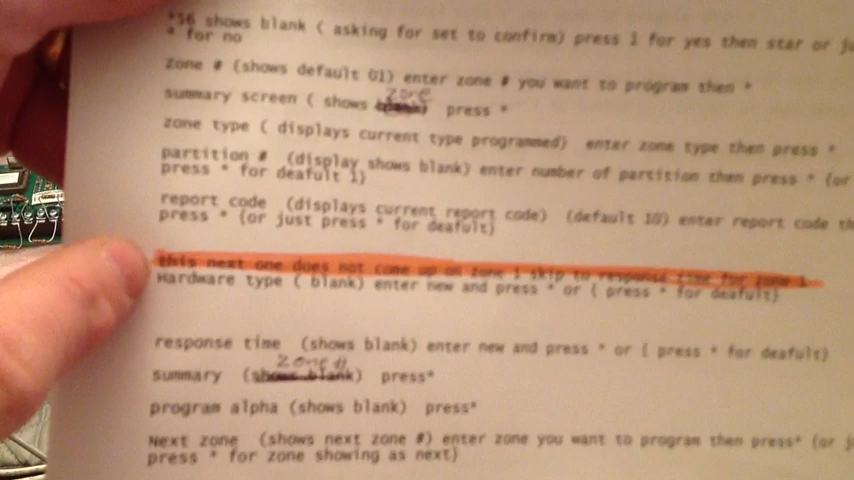 *56 shows blank ( asking for set to confirm) press 1 for yes then star or
* for no
zone # (shows default 01) enter zone # you want to program then *
zone
summary screen ( shows press *
zone type ( displays current type programmed) enter zone type then press *
partition # (display shows blank) enter number of partition then press * (or
press * for deafult 1)
report code (displays current report code) (default 10) enter report code
press * (or just press * for deafult)
this next one does not come up on zone 1 skip to response time for zone 1
Hardware type ( blank) enter new and press * or ( press * for deafult)
response time (shows blank) enter new and press * or ( press * for deafult)
zone #
summary (shows blank) press*
program alpha (shows blank) press*
Next zone (shows next zone #) enter zone you want to program then press* (or
press * for zone showing as next)